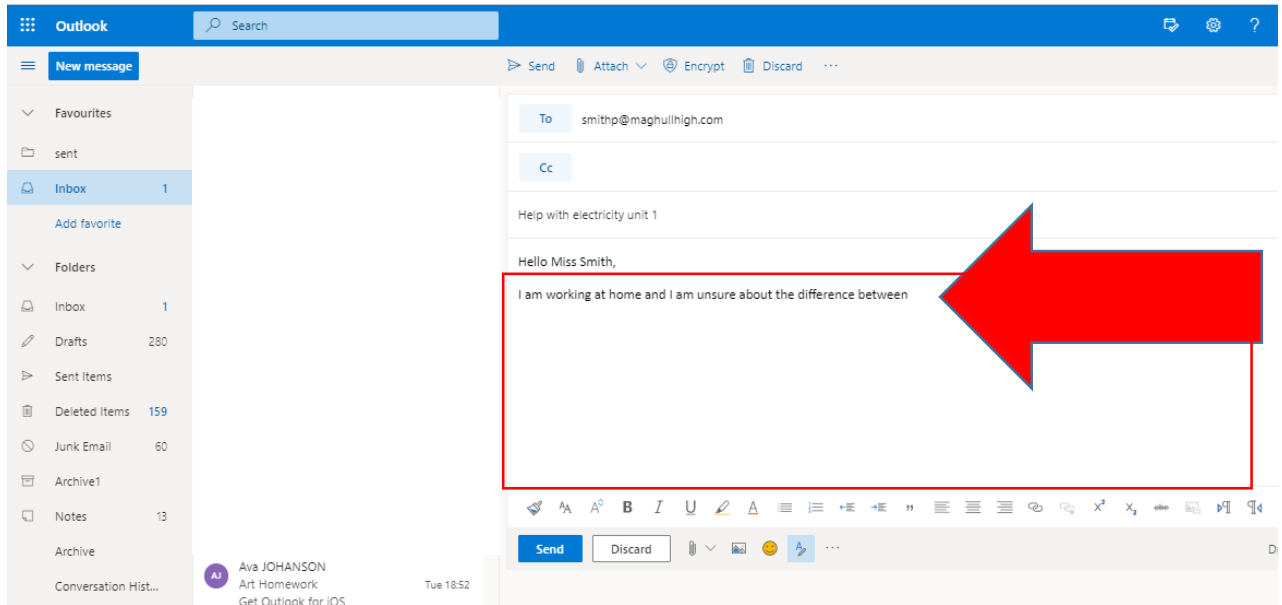 Outlook
Search
New message
Send Attach Encrypt Discard ...
Favourites
sent
Inbox 1
Add favorite
Folders
Inbox 1
Drafts 280
Sent Items
Deleted Items 159
Junk Email 60
Archive1
Notes 13
Archive
Conversation Hist...
Ava JOHANSON
AJ
Art Homework Tue 18:52
Get Outlook for iOS
To smithp@maghullhigh.com
Cc
Help with electricity unit 1
Hello Miss Smith,
I am working at home and I am unsure about the difference between
Send Discard ...